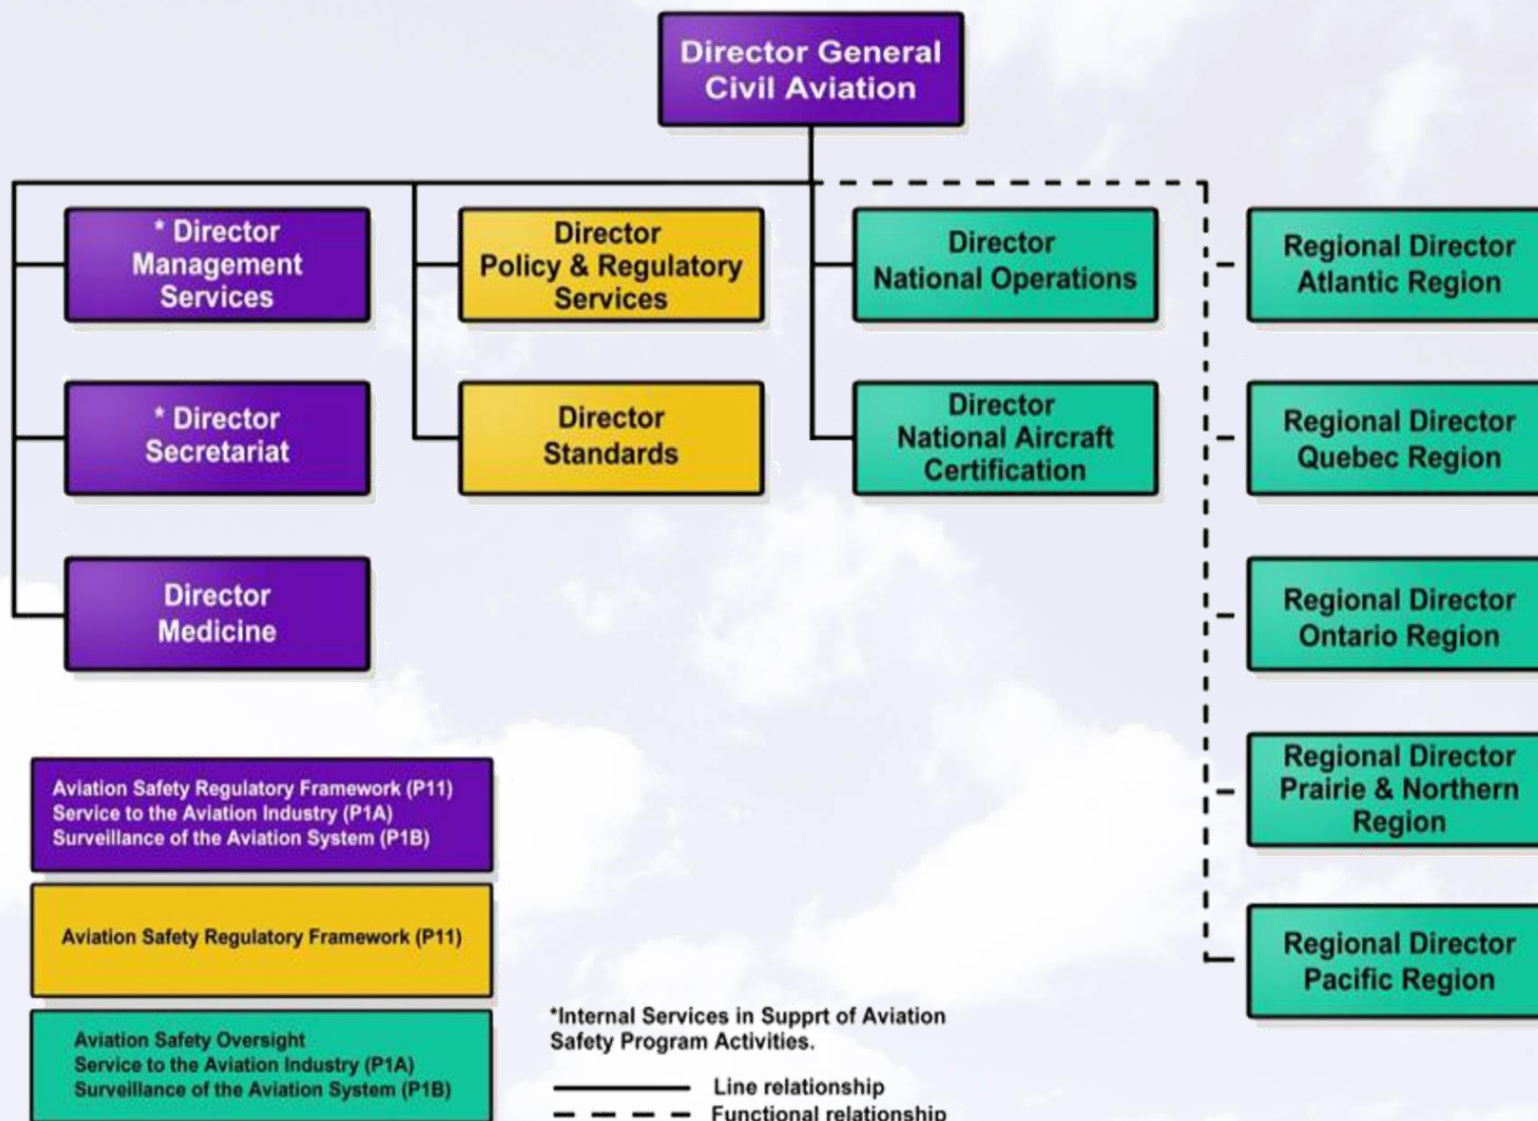 Director General
Civil Aviation
* Director
Management
Services
Director
Policy & Regulatory
Services
Director
National Operations
Regional Director
Atlantic Region
* Director
Secretariat
Director
Standards
Director
National Aircraft
Certification
Regional Director
Quebec Region
Director
Medicine
Regional Director
Ontario Region
Regional Director
Prairie & Northern
Region
Regional Director
Pacific Region
Aviation Safety Regulatory Framework (P11)
Service to the Aviation Industry (P1A)
Surveillance of the Aviation System (P1B)
Aviation Safety Regulatory Framework (P11)
Aviation Safety Oversight
Service to the Aviation Industry (P1A)
Surveillance of the Aviation System (P1B)
*Internal Services in Supprt of Aviation
Safety Program Activities.
Line relationship
Functional relationship